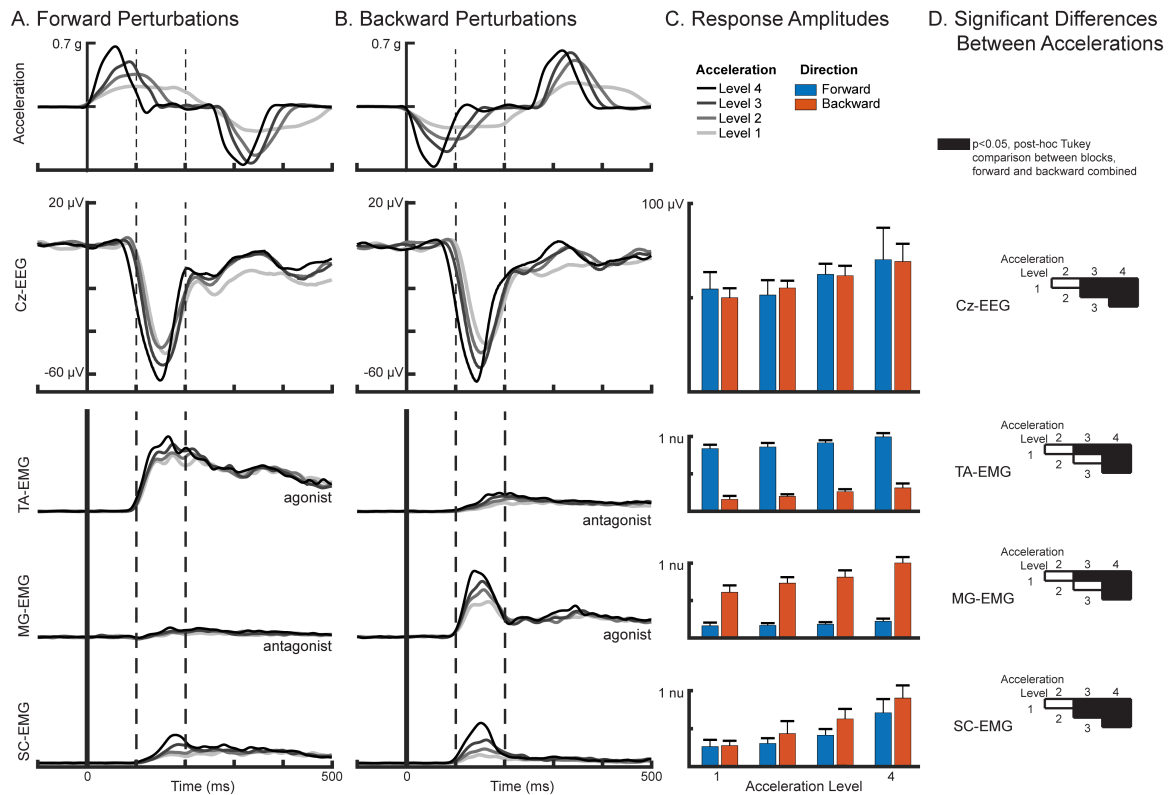 A. Forward Perturbations
B. Backward Perturbations
C. Response Amplitudes
D. Significant Differences
Between Accelerations
Acceleration
0.7 g
0.7 g
Acceleration
Level 4
Level 3
Level 2
Level 1
Direction
Forward
Backward
p<0.05, post-hoc Tukey
comparison between blocks,
forward and backward combined
Cz-EEG
20 µV
-60 µV
20 µV
-60 µV
100 µV
Acceleration
Level 2 3 4
1
2
3
Cz-EEG
TA-EMG
agonist
antagonist
1 nu
Acceleration
Level 2 3 4
1
2
3
TA-EMG
MG-EMG
antagonist
agonist
1 nu
Acceleration
Level 2 3 4
1
2
3
MG-EMG
SC-EMG
1 nu
Acceleration
Level 2 3 4
1
2
3
SC-EMG
0 500
Time (ms)
0 500
Time (ms)
1 4
Acceleration Level